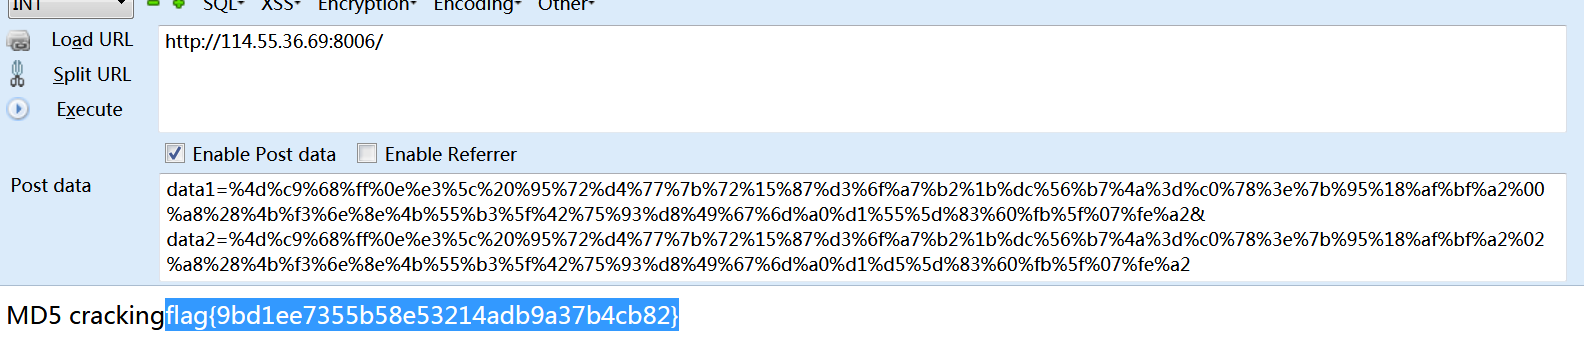 INT SQL XSS Encryption Encoding Other
Load URL
http://114.55.36.69:8006/
Split URL
Execute
Enable Post data Enable Referrer
Post data
data1=%4d%c9%68%ff%0e%e3%5c%20%95%72%d4%77%7b%72%15%87%d3%6f%a7%b2%1b%dc%56%b7%4a%3d%c0%78%3e%7b%95%18%af%bf%a2%00
%a8%28%4b%f3%6e%8e%4b%55%b3%5f%42%75%93%d8%49%67%6d%a0%d1%55%5d%83%60%fb%5f%07%fe%a2&
data2=%4d%c9%68%ff%0e%e3%5c%20%95%72%d4%77%7b%72%15%87%d3%6f%a7%b2%1b%dc%56%b7%4a%3d%c0%78%3e%7b%95%18%af%bf%a2%02
%a8%28%4b%f3%6e%8e%4b%55%b3%5f%42%75%93%d8%49%67%6d%a0%d1%d5%5d%83%60%fb%5f%07%fe%a2
MD5 crackingflag{9bd1ee7355b58e53214adb9a37b4cb82}